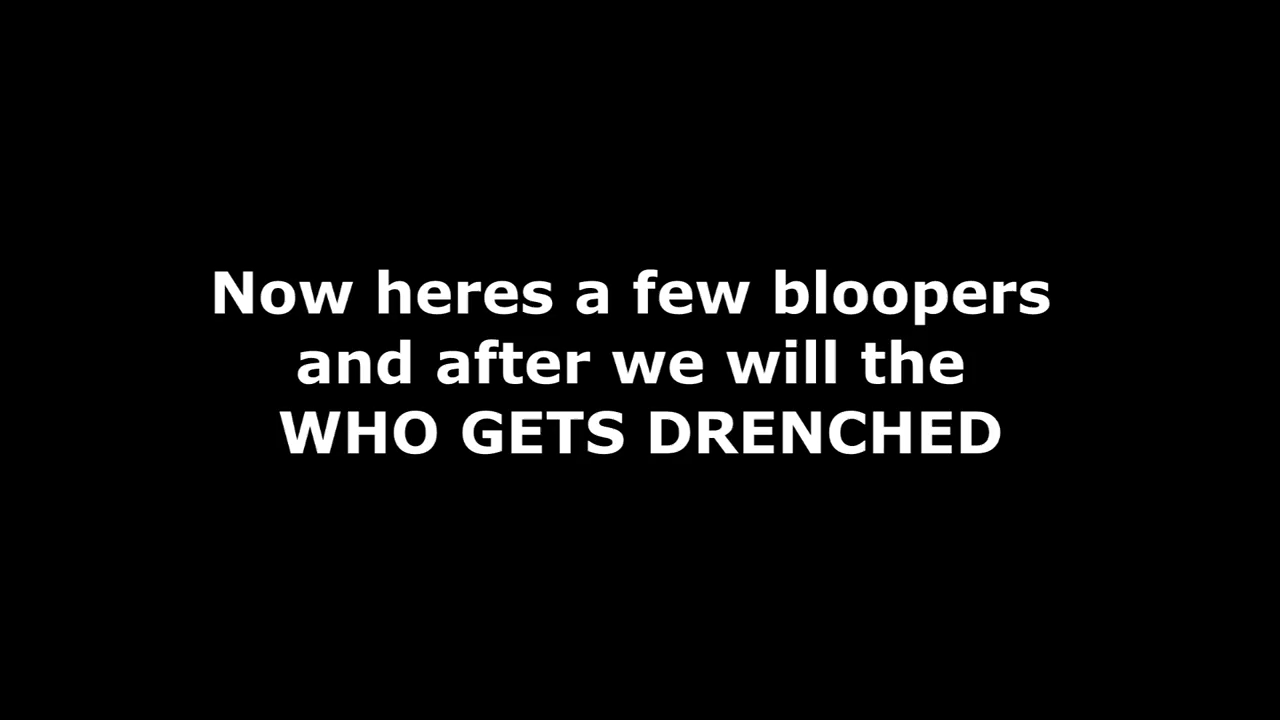 Now heres a few bloopers
and after we will the
WHO GETS DRENCHED